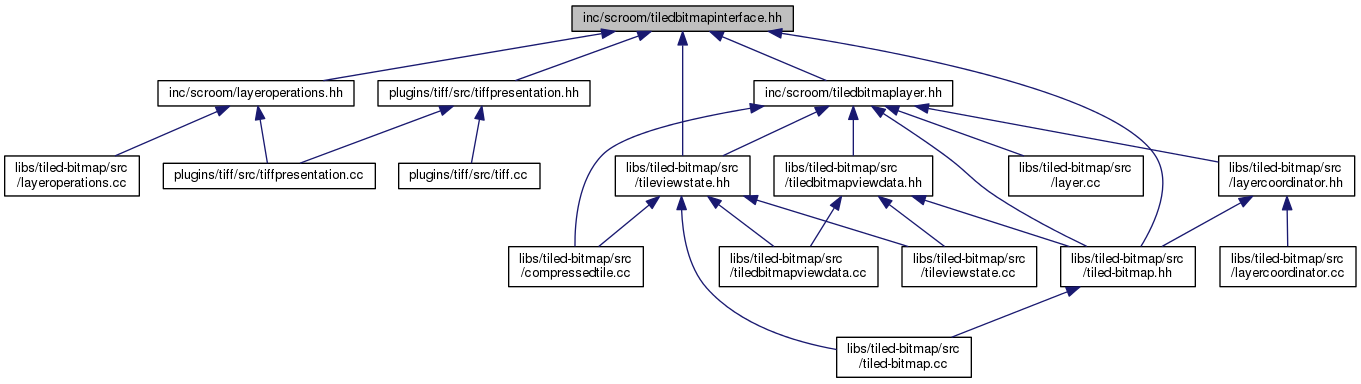 inc/scroom/tiledbitmapinterface.hh
inc/scroom/layeroperations.hh
plugins/tiff/src/tiffpresentation.hh
inc/scroom/tiledbitmaplayer.hh
libs/tiled-bitmap/src
/layeroperations.cc
plugins/tiff/src/tiffpresentation.cc
plugins/tiff/src/tiff.cc
libs/tiled-bitmap/src
/tileviewstate.hh
libs/tiled-bitmap/src
/tiledbitmapviewdata.hh
libs/tiled-bitmap/src
/layer.cc
libs/tiled-bitmap/src
/layercoordinator.hh
libs/tiled-bitmap/src
/compressedtile.cc
libs/tiled-bitmap/src
/tiledbitmapviewdata.cc
libs/tiled-bitmap/src
/tileviewstate.cc
libs/tiled-bitmap/src
/tiled-bitmap.hh
libs/tiled-bitmap/src
/layercoordinator.cc
libs/tiled-bitmap/src
/tiled-bitmap.cc